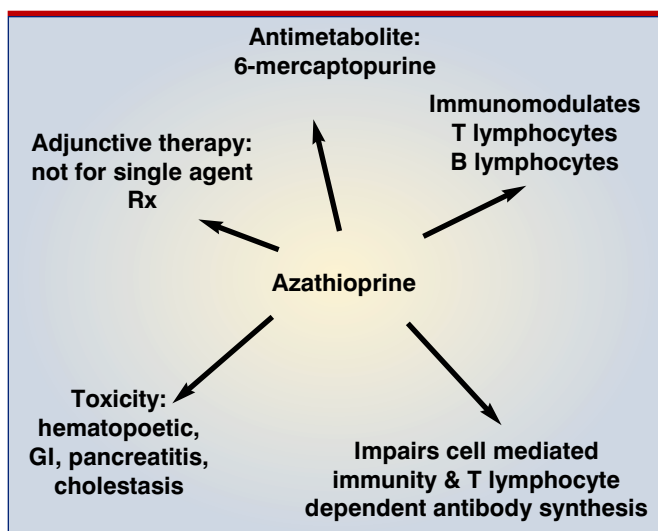 Antimetabolite:
6-mercaptopurine
Immunomodulates
T lymphocytes
B lymphocytes
Adjunctive therapy:
not for single agent
Rx
Azathioprine
Toxicity:
hematopoetic,
GI, pancreatitis,
cholestasis
Impairs cell mediated
immunity & T lymphocyte
dependent antibody synthesis